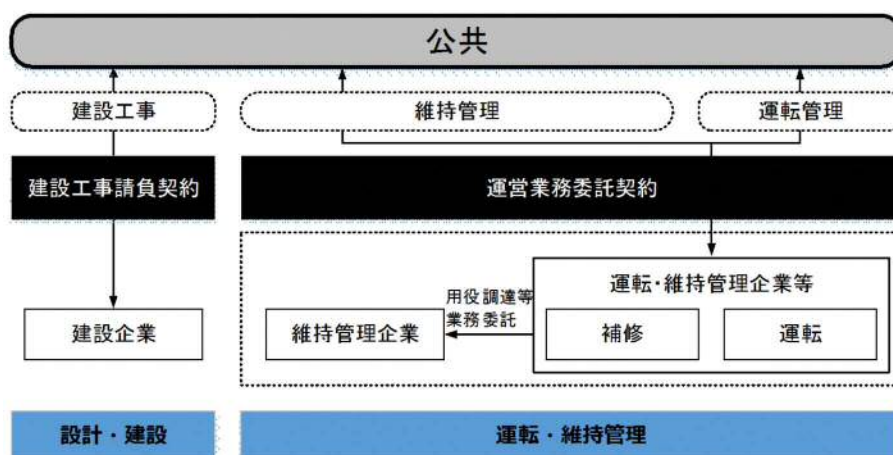 公共
建設工事
維持管理
運転管理
建設工事請負契約
運営業務委託契約
運転・維持管理企業等
用役調達等
業務委託
建設企業
維持管理企業
補修
運転
設計・建設
運転・維持管理